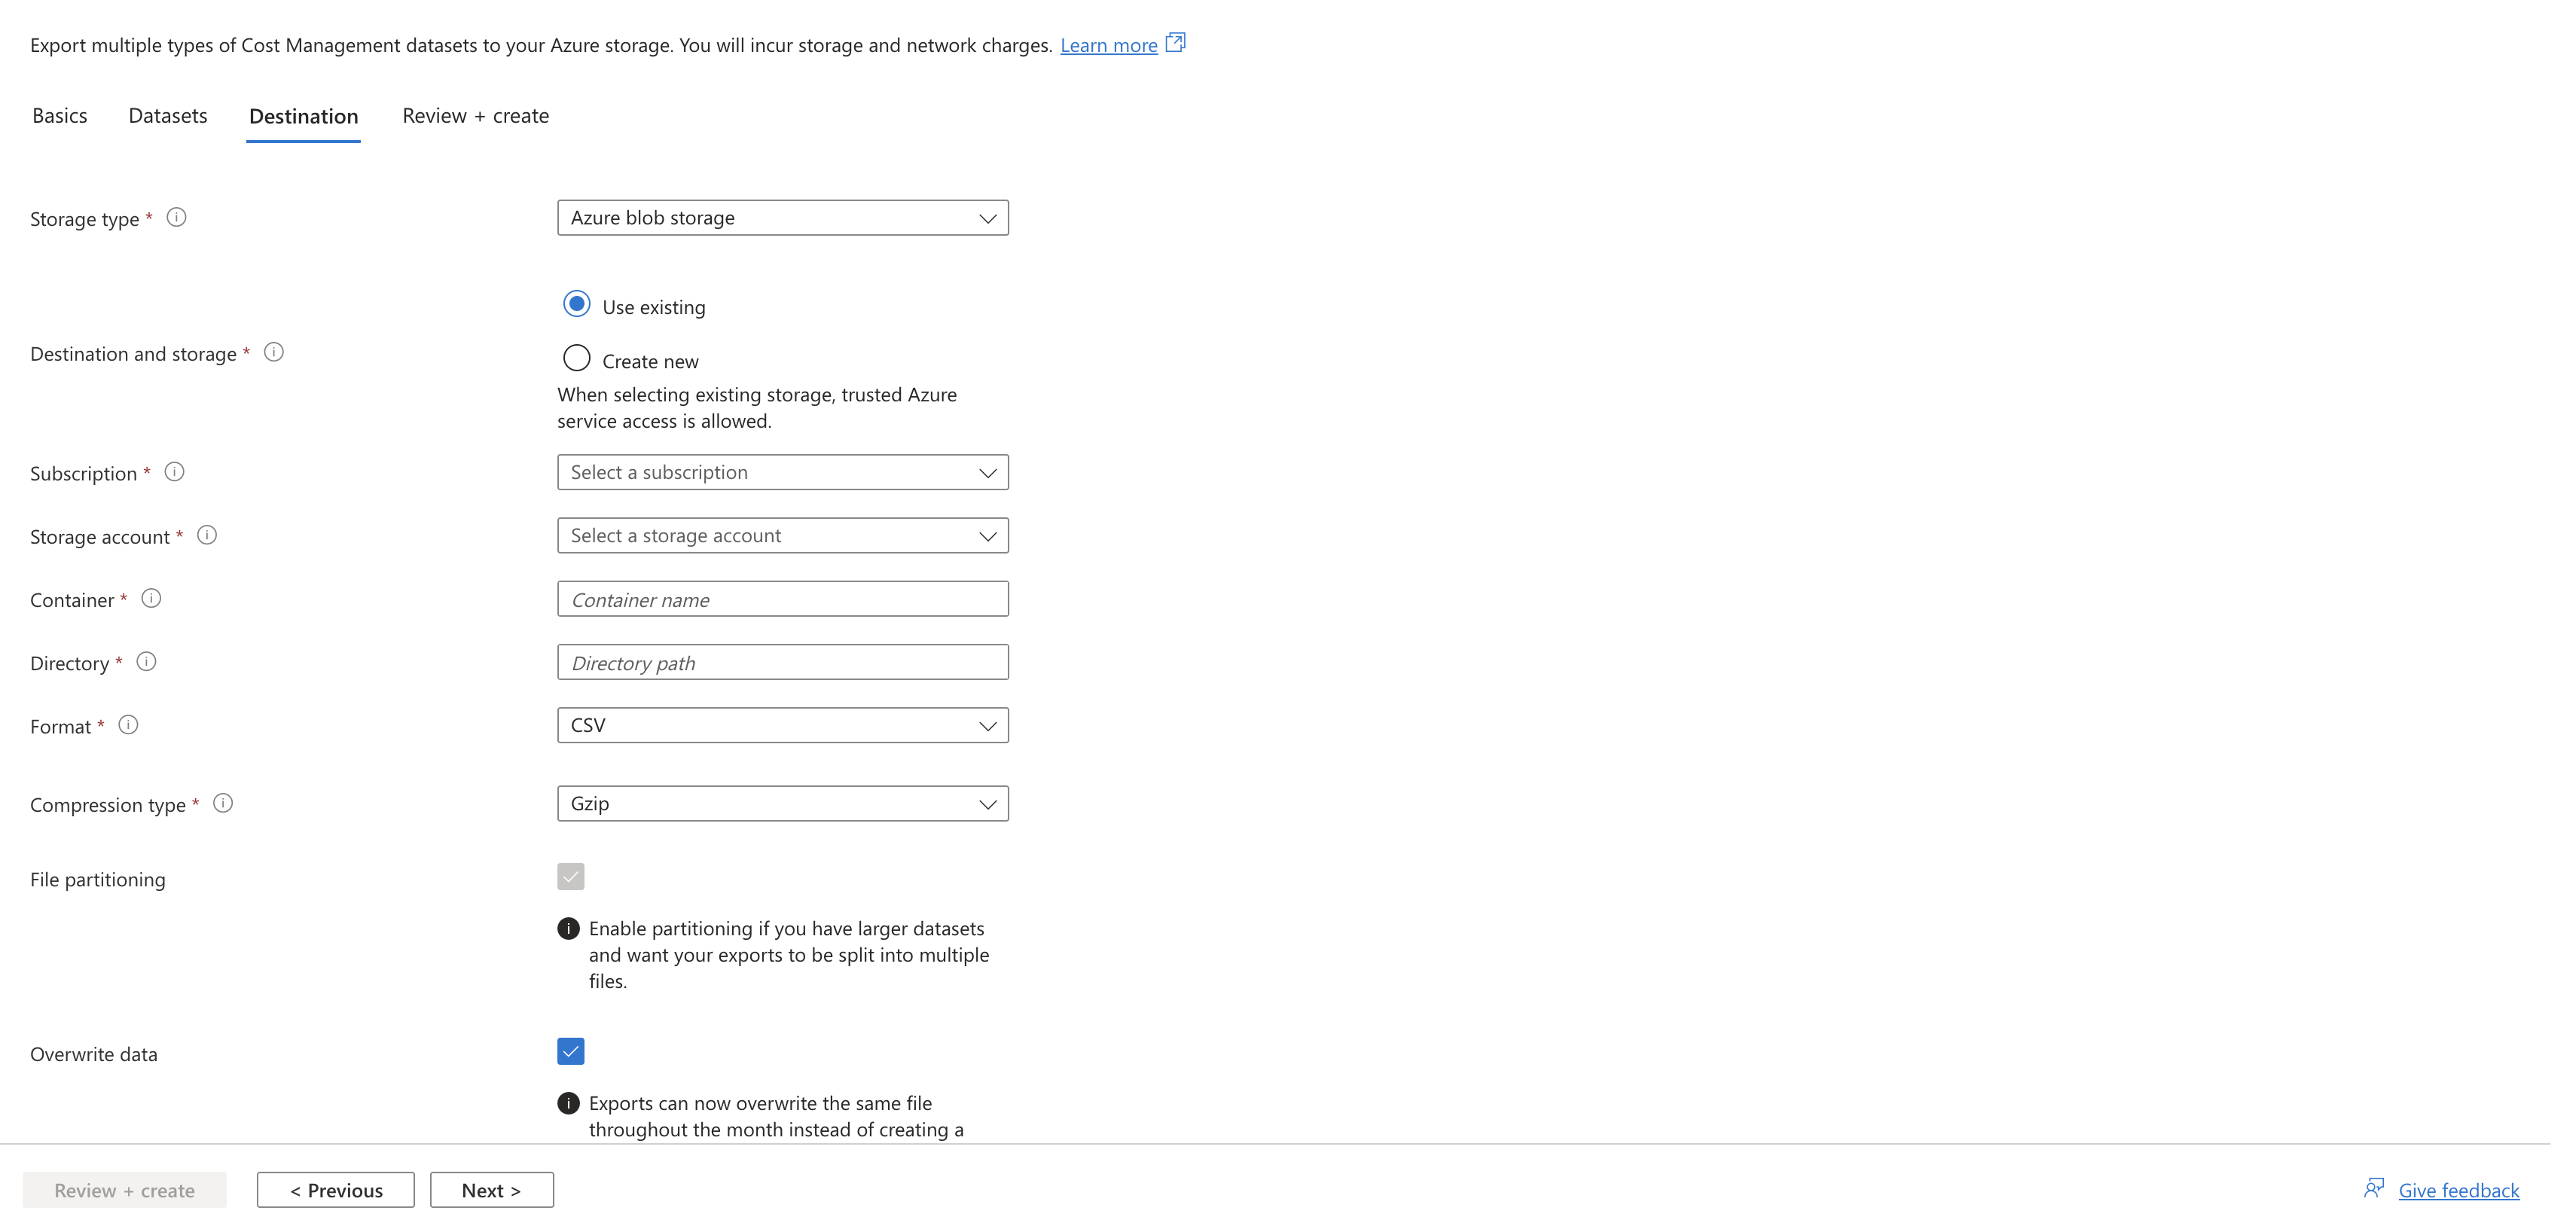 Export multiple types of Cost Management datasets to your Azure storage. You will incur storage and network charges. Learn more
Basics Datasets Destination Review + create
Storage type *
Azure blob storage
Use existing
Destination and storage *
Create new
When selecting existing storage, trusted Azure
service access is allowed.
Subscription *
Select a subscription
Storage account *
Select a storage account
Container *
Container name
Directory *
Directory path
Format *
CSV
Compression type *
Gzip
File partitioning
Enable partitioning if you have larger datasets
and want your exports to be split into multiple
files.
Overwrite data
Exports can now overwrite the same file
throughout the month instead of creating a
Review + create < Previous Next > Give feedback